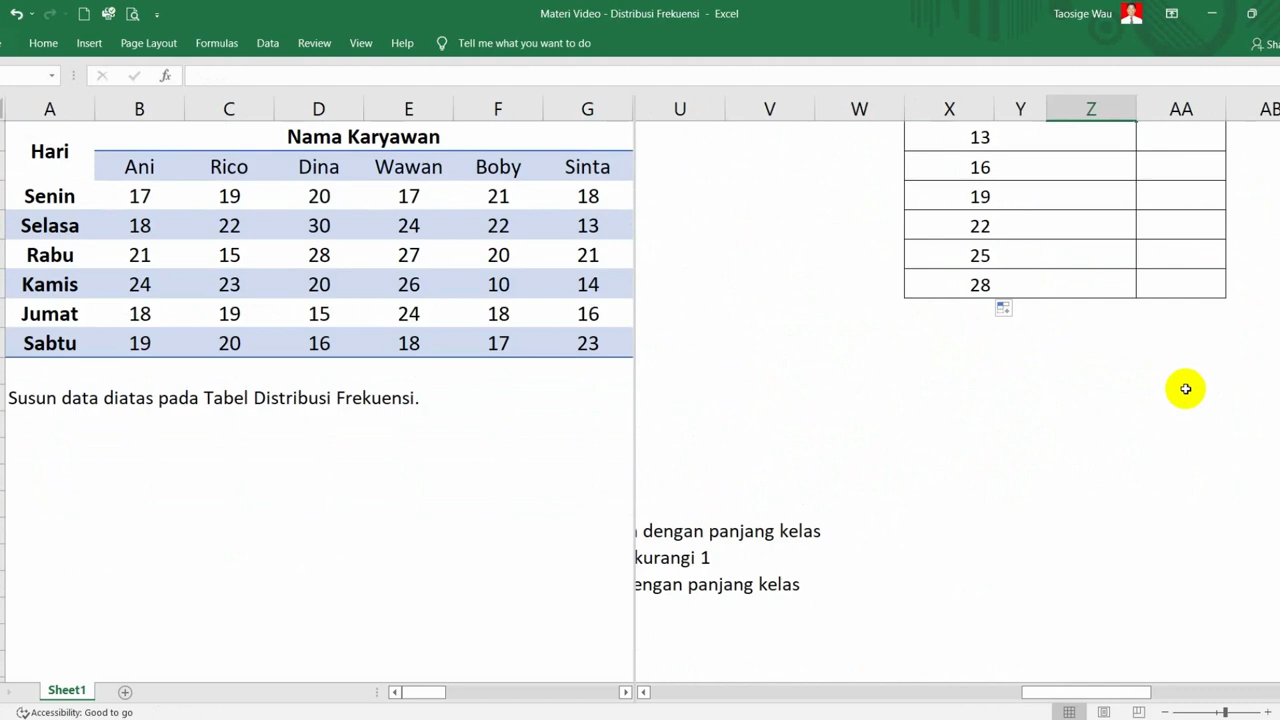 Materi Video - Distribusi Frekuensi - Excel
Taosige Wau
Home Insert Page Layout Formulas Data Review View Help Tell me what you want to do
fx
A B C D E F G U V W X Y Z AA
Hari Nama Karyawan 13
Ani Rico Dina Wawan Boby Sinta 16
Senin 17 19 20 17 21 18 19
Selasa 18 22 30 24 22 13 22
Rabu 21 15 28 27 20 21 25
Kamis 24 23 20 26 10 14 28
Jumat 18 19 15 24 18 16
Sabtu 19 20 16 18 17 23
Susun data diatas pada Tabel Distribusi Frekuensi.
dengan panjang kelas
kurangi 1
engan panjang kelas
Sheet1
Accessibility: Good to go